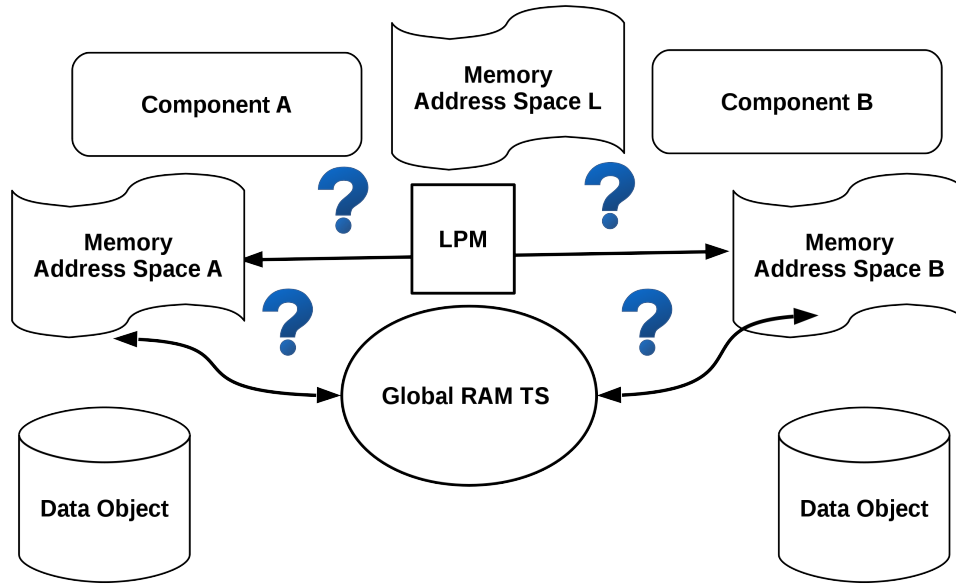 Memory
Address Space L
Component A
Component B
?
?
LPM
Memory
Address Space A
Memory
Address Space B
?
?
Global RAM TS
Data Object
Data Object